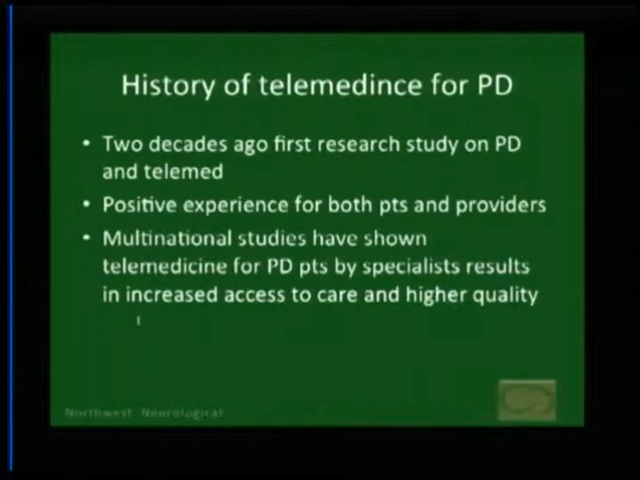 History of telemedince for PD
• Two decades ago first research study on PD
and telemed
• Positive experience for both pts and providers
• Multinational studies have shown
telemedicine for PD pts by specialists results
in increased access to care and higher quality
Northwest Neurological